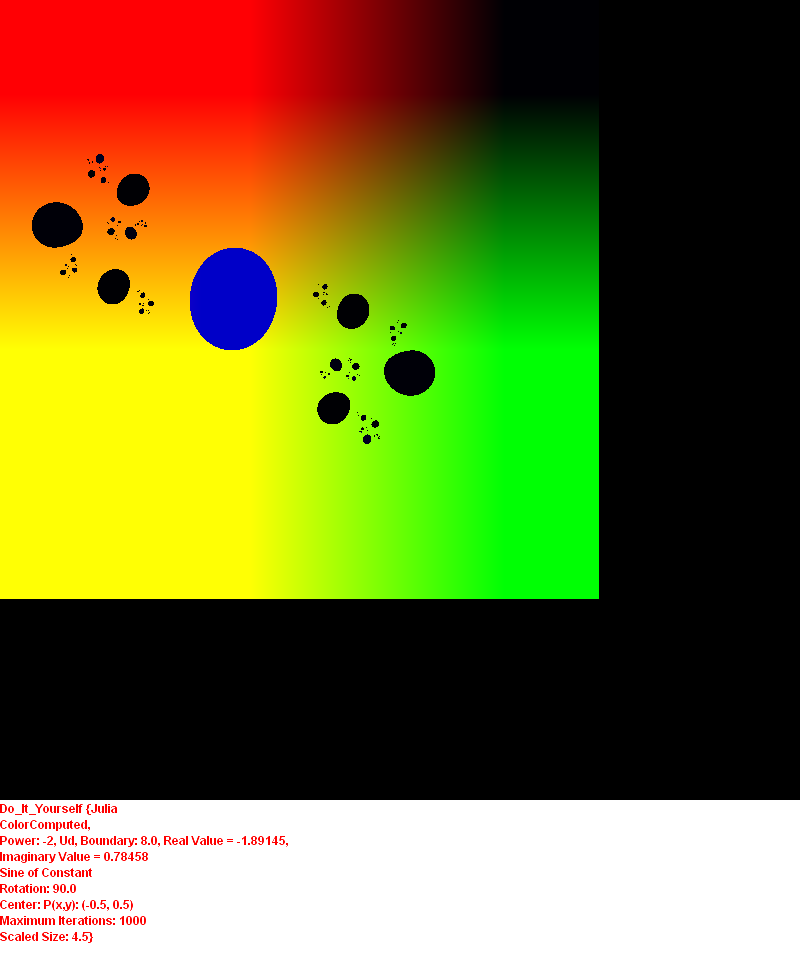 Do_It_Yourself {Julia
ColorComputed,
Power: -2, Ud, Boundary: 8.0, Real Value = -1.89145,
Imaginary Value = 0.78458
Sine of Constant
Rotation: 90.0
Center: P(x,y): (-0.5, 0.5)
Maximum Iterations: 1000
Scaled Size: 4.5}